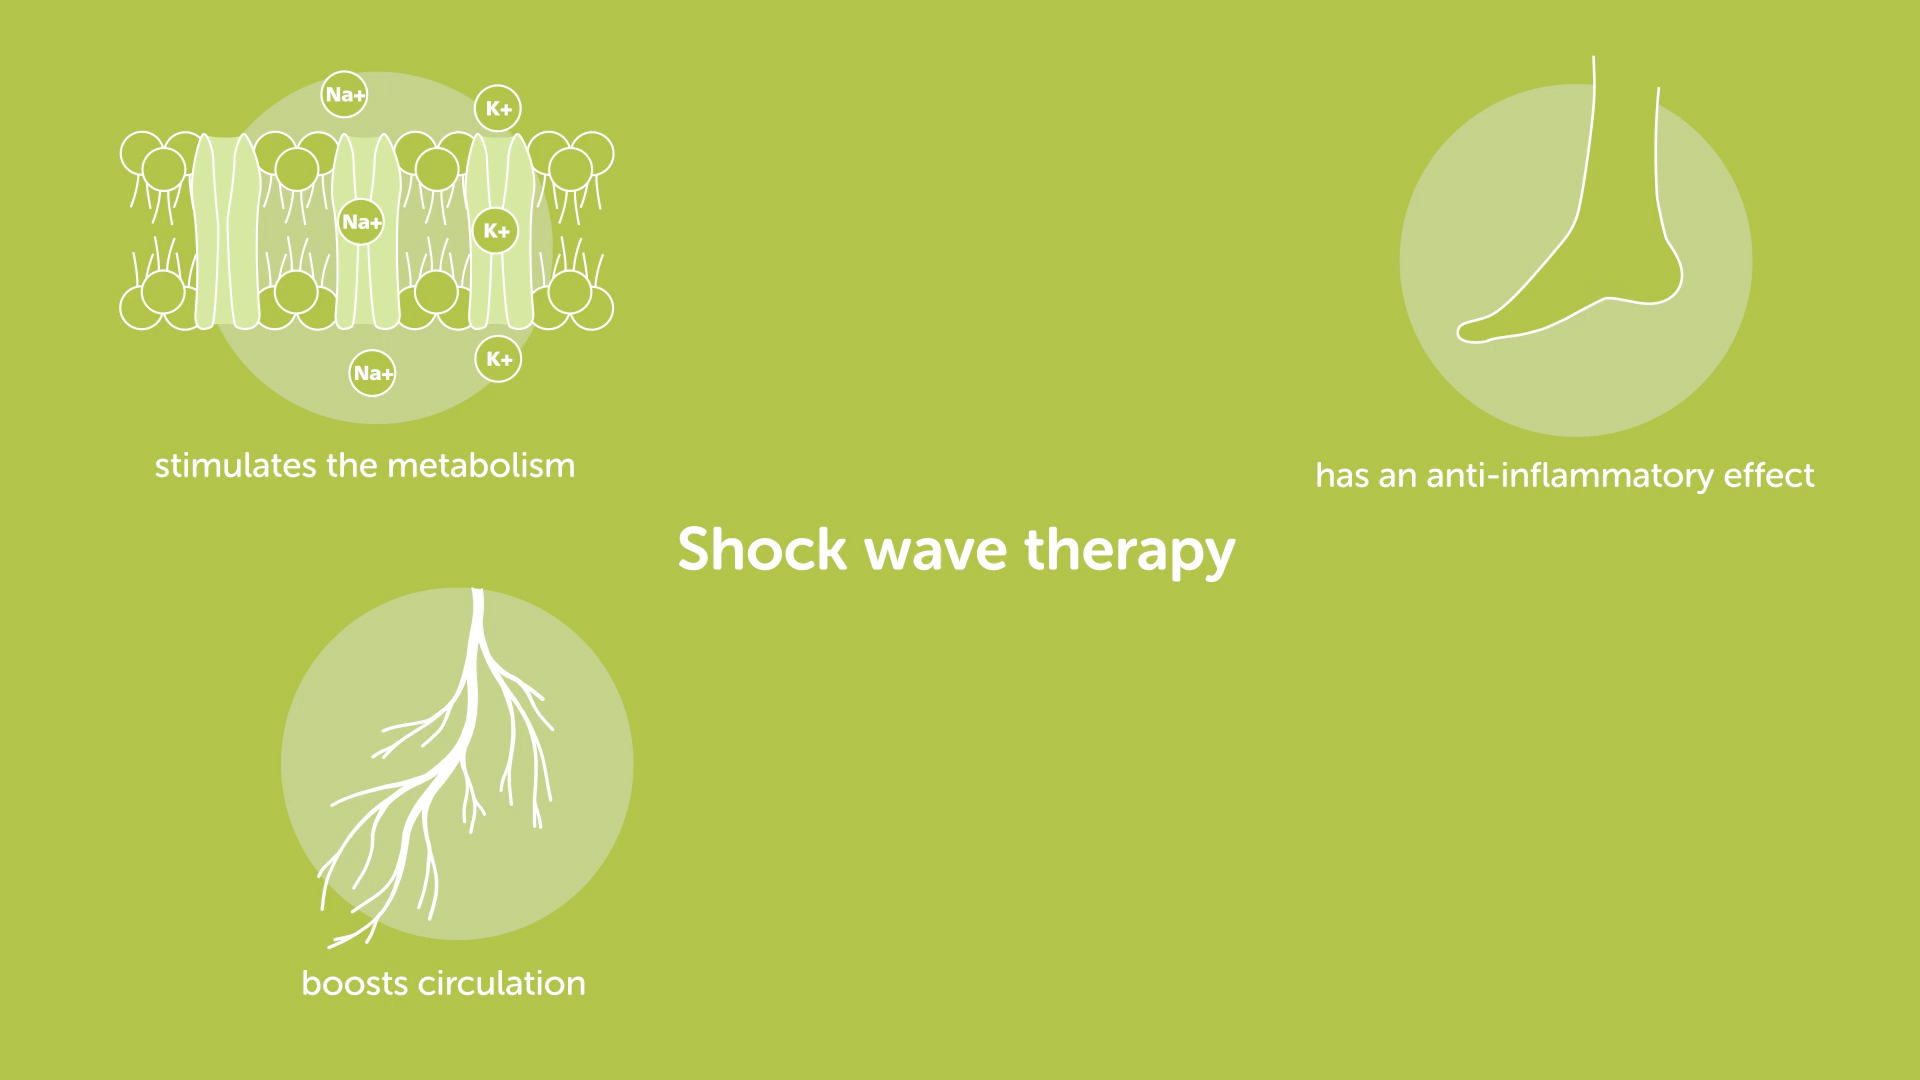 Na+
K+
Na+
K+
Na+
K+
stimulates the metabolism
has an anti-inflammatory effect
Shock wave therapy
boosts circulation